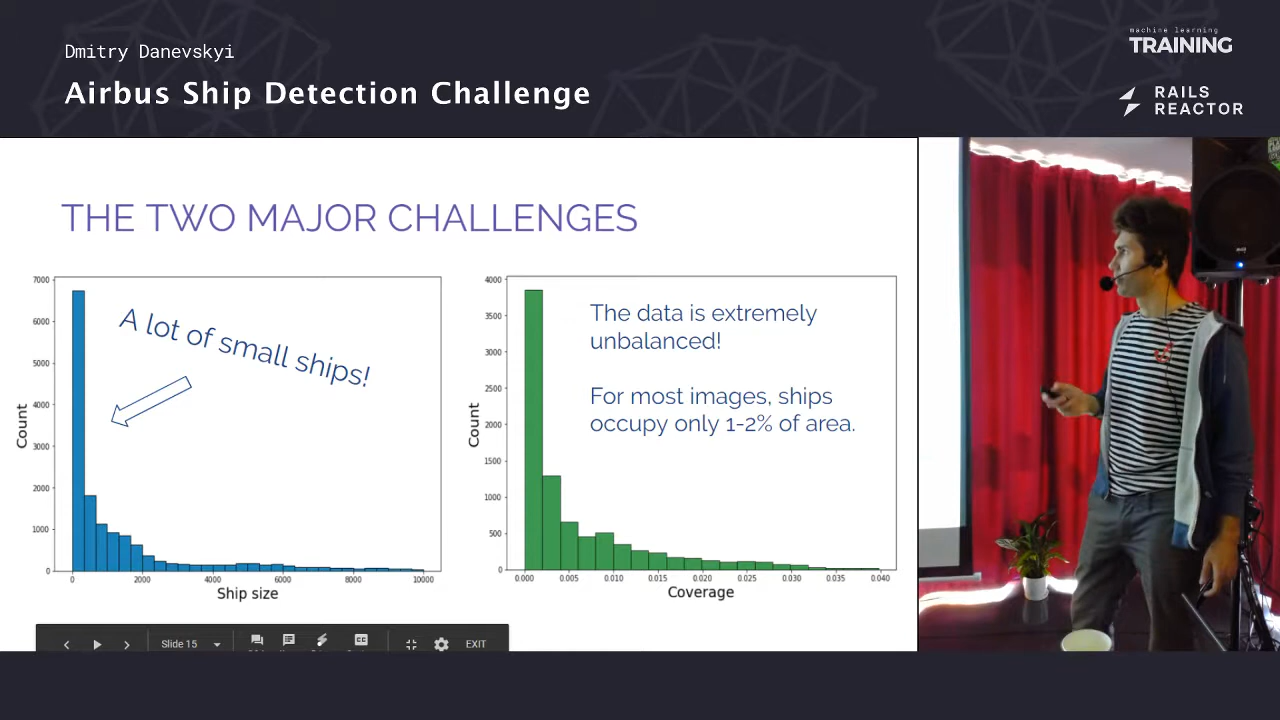 Dmitry Danevskyi
Airbus Ship Detection Challenge
machine learning
TRAINING
RAILS
REACTOR
THE TWO MAJOR CHALLENGES
7000
6000
5000
4000
3000
2000
1000
0
Count
A lot of small ships!
0 2000 4000 6000 8000 10000
Ship size
4000
3500
3000
2500
2000
1500
1000
500
0
Count
The data is extremely
unbalanced!
For most images, ships
occupy only 1-2% of area.
0.000 0.005 0.010 0.015 0.020 0.025 0.030 0.035 0.040
Coverage
Slide 15
EXIT